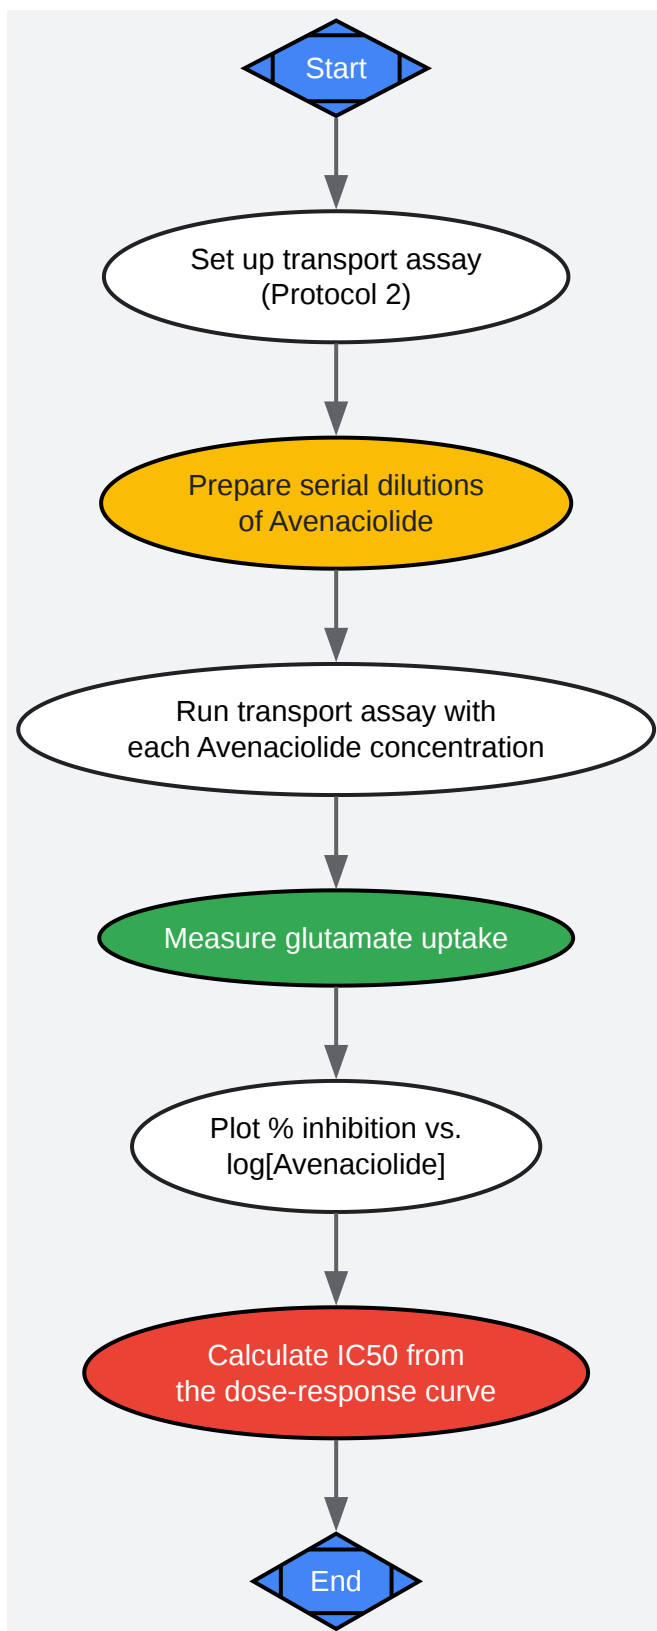 Start
Set up transport assay
(Protocol 2)
Prepare serial dilutions
of Avenaciolide
Run transport assay with
each Avenaciolide concentration
Measure glutamate uptake
Plot % inhibition vs.
log[Avenaciolide]
Calculate IC50 from
the dose-response curve
End